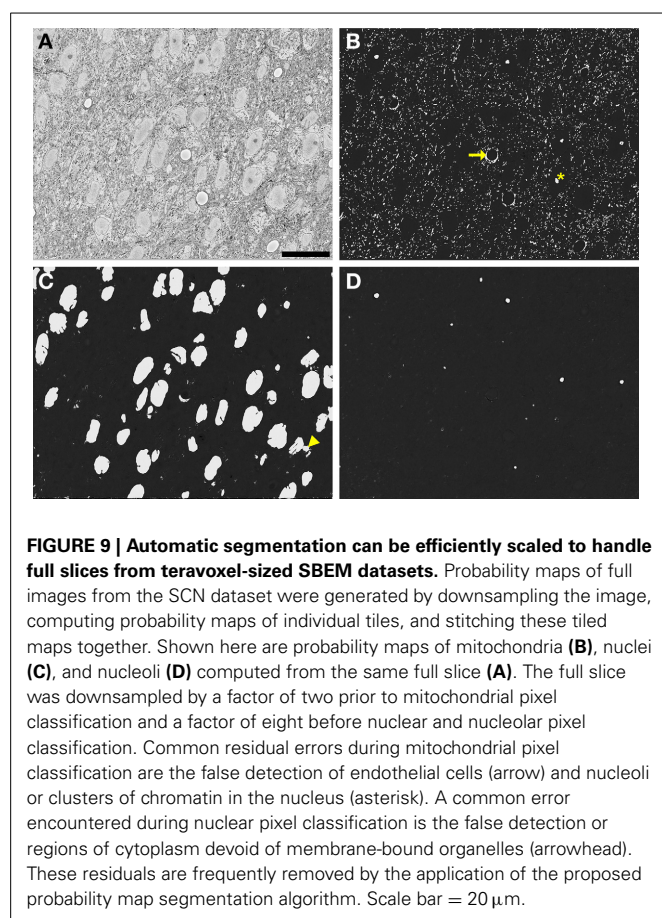 A
B
*
C
D
FIGURE 9 | Automatic segmentation can be efficiently scaled to handle
full slices from teravoxel-sized SBEM datasets. Probability maps of full
images from the SCN dataset were generated by downsampling the image,
computing probability maps of individual tiles, and stitching these tiled
maps together. Shown here are probability maps of mitochondria (B), nuclei
(C), and nucleoli (D) computed from the same full slice (A). The full slice
was downsampled by a factor of two prior to mitochondrial pixel
classification and a factor of eight before nuclear and nucleolar pixel
classification. Common residual errors during mitochondrial pixel
classification are the false detection of endothelial cells (arrow) and nucleoli
or clusters of chromatin in the nucleus (asterisk). A common error
encountered during nuclear pixel classification is the false detection or
regions of cytoplasm devoid of membrane-bound organelles (arrowhead).
These residuals are frequently removed by the application of the proposed
probability map segmentation algorithm. Scale bar = 20 μm.